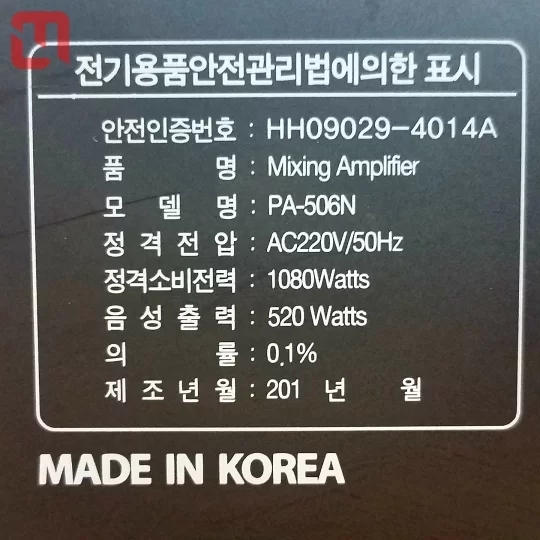 전기용품안전관리법에의한 표시
안전인증번호 : HH09029-4014A
품 명 : Mixing Amplifier
모 델 명 : PA-506N
정 격 전 압 : AC220V/50Hz
정격소비전력 : 1080Watts
음 성 출 력 : 520 Watts
의 률 : 0.1%
제 조 년 월 : 201 년 월
MADE IN KOREA